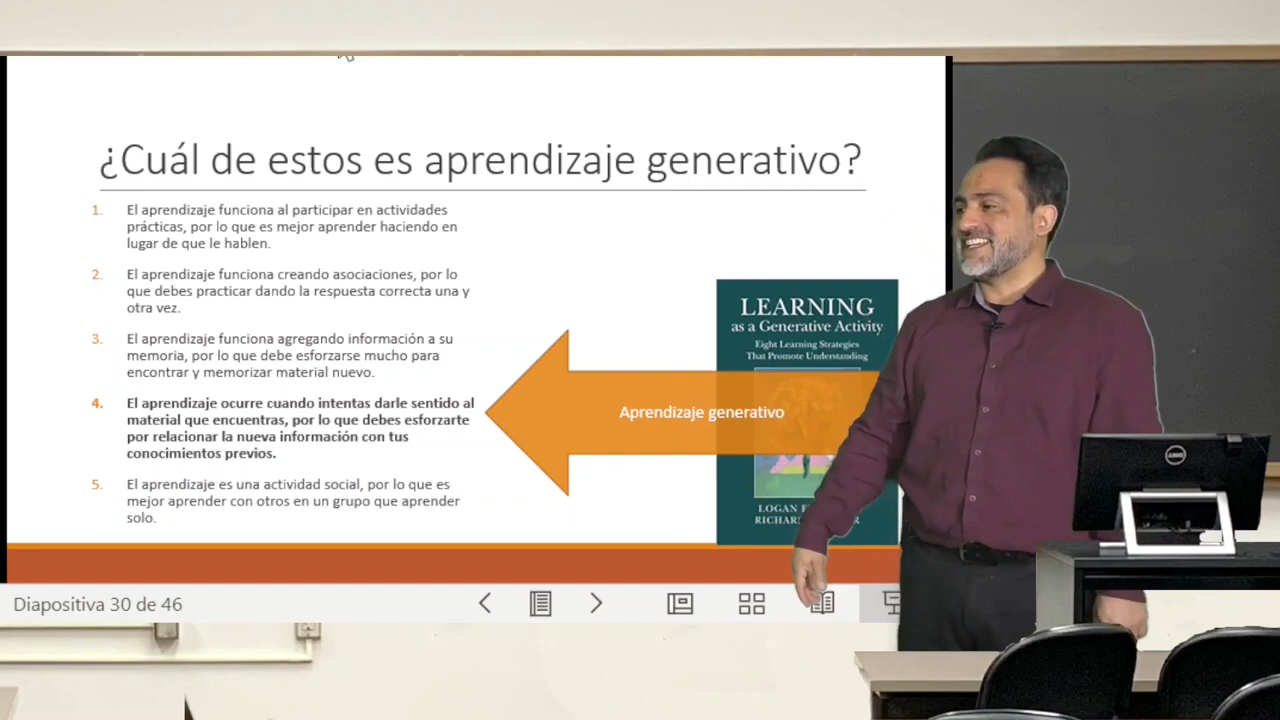 ¿Cuál de estos es aprendizaje generativo?
1. El aprendizaje funciona al participar en actividades
prácticas, por lo que es mejor aprender haciendo en
lugar de que le hablen.
2. El aprendizaje funciona creando asociaciones, por lo
que debes practicar dando la respuesta correcta una y
otra vez.
3. El aprendizaje funciona agregando información a su
memoria, por lo que debe esforzarse mucho para
encontrar y memorizar material nuevo.
4. El aprendizaje ocurre cuando intentas darle sentido al
material que encuentras, por lo que debes esforzarte
por relacionar la nueva información con tus
conocimientos previos.
5. El aprendizaje es una actividad social, por lo que es
mejor aprender con otros en un grupo que aprender
solo.
Aprendizaje generativo
LEARNING
as a Generative Activity
Eight Learning Strategies
That Promote Understanding
LOGAN
Diapositiva 30 de 46
DELL